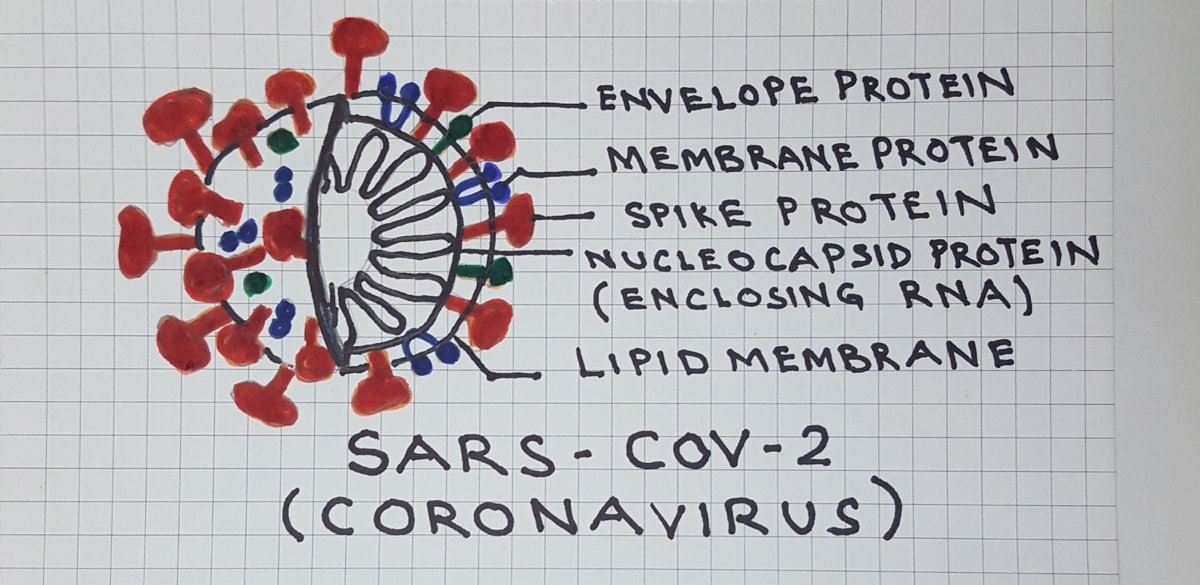 ENVELOPE PROTEIN
MEMBRANE PROTEIN
SPIKE PROTEIN
NUCLEOCAPSID PROTEIN
(ENCLOSING RNA)
LIPID MEMBRANE
SARS-COV-2
(CORONAVIRUS)